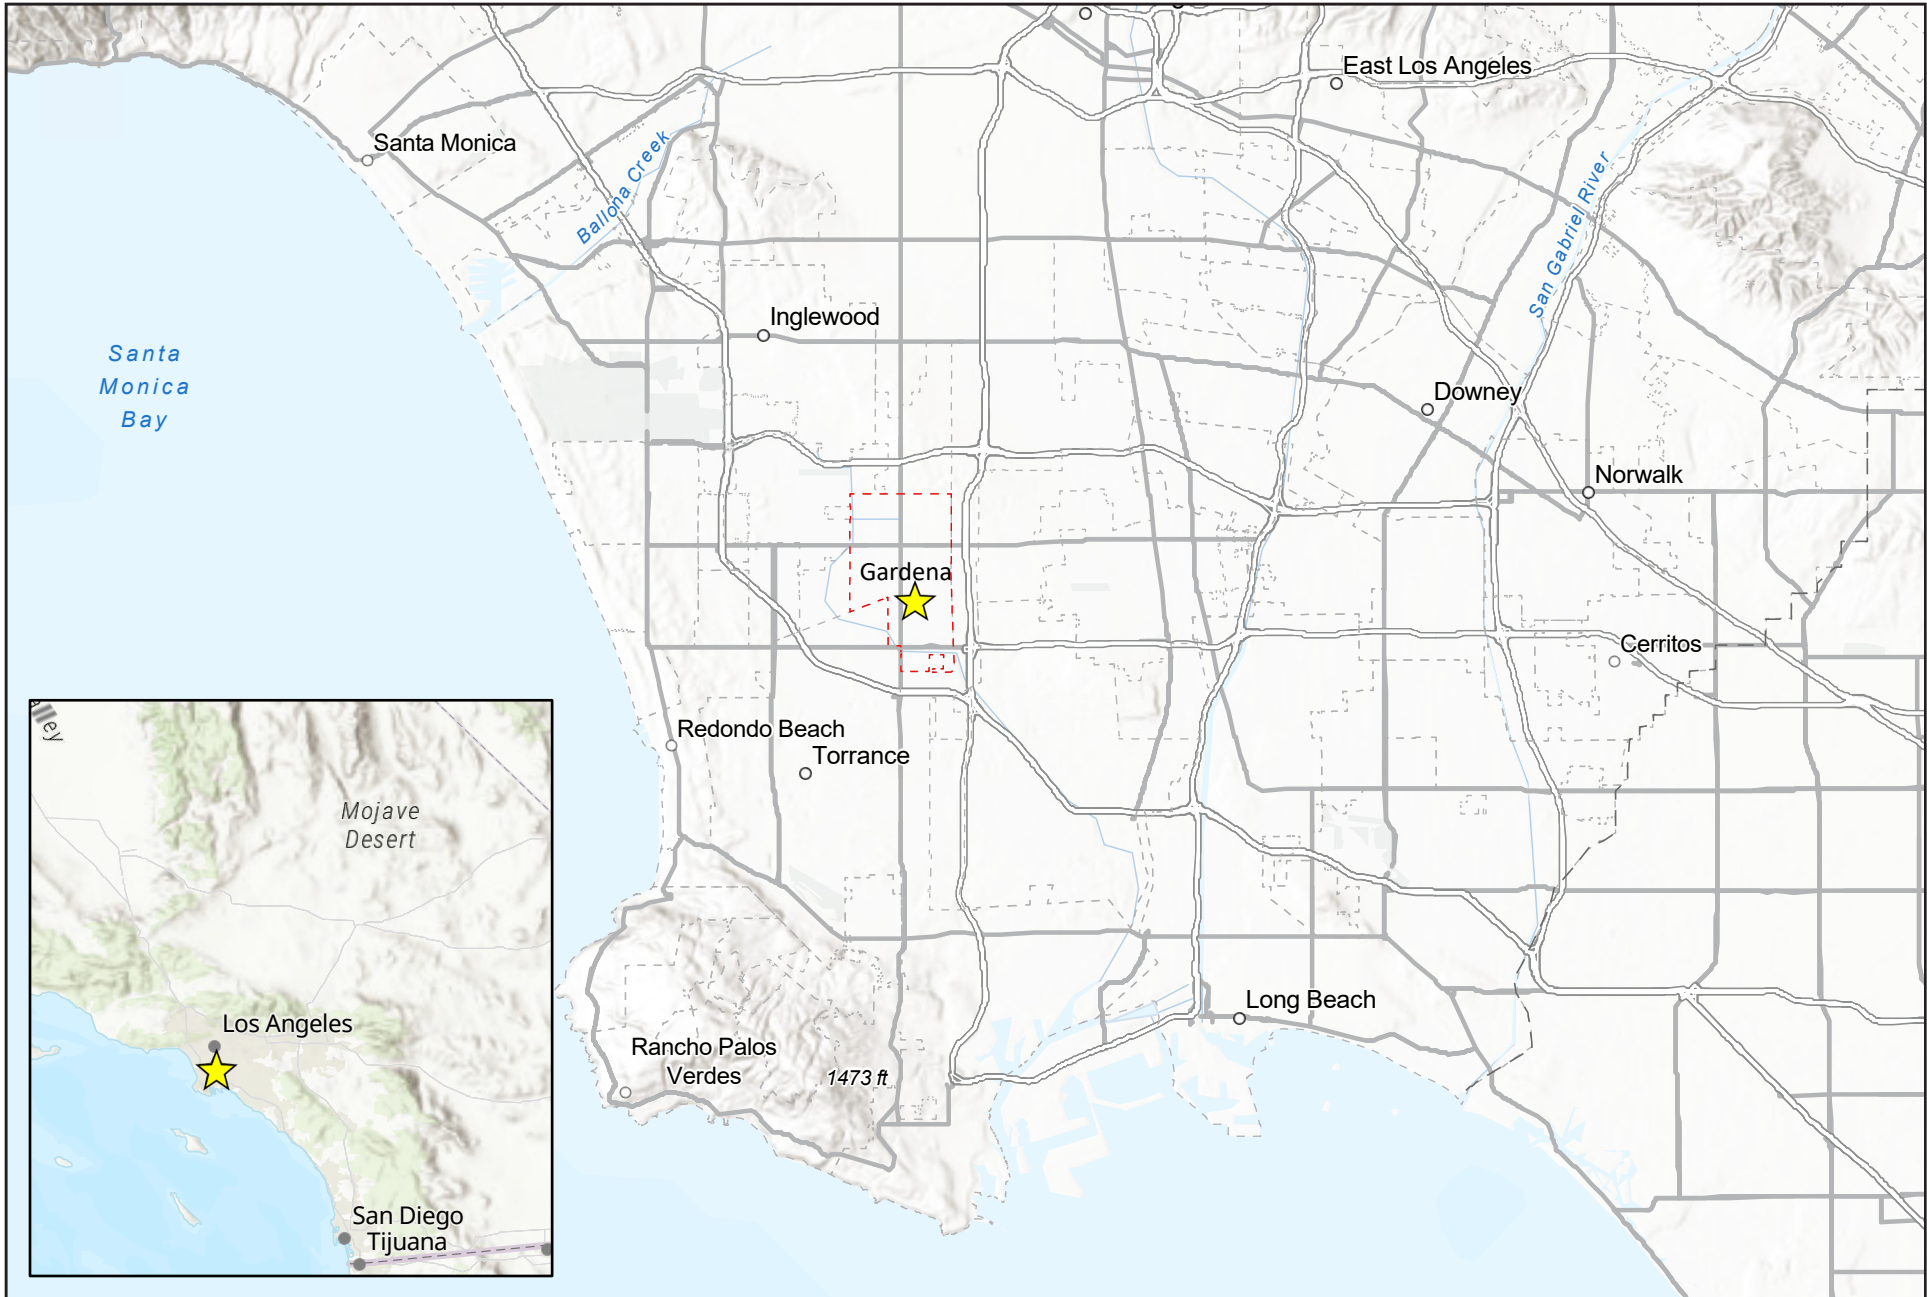 East Los Angeles
Santa Monica
Ballona Creek
San Gabriel River
Inglewood
Santa
Monica
Bay
Downey
Norwalk
Gardena
Cerritos
Redondo Beach
Torrance
Long Beach
Rancho Palos
Verdes
1473 ft
Mojave
Desert
Los Angeles
San Diego
Tijuana